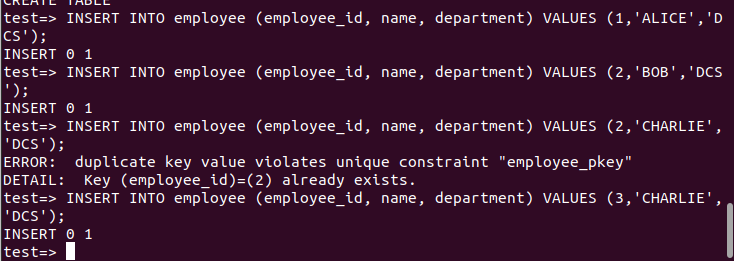 CREATE TABLE
test=> INSERT INTO employee (employee_id, name, department) VALUES (1,'ALICE','D
CS');
INSERT 0 1
test=> INSERT INTO employee (employee_id, name, department) VALUES (2,'BOB','DCS
');
INSERT 0 1
test=> INSERT INTO employee (employee_id, name, department) VALUES (2,'CHARLIE',
'DCS');
ERROR:  duplicate key value violates unique constraint "employee_pkey"
DETAIL:  Key (employee_id)=(2) already exists.
test=> INSERT INTO employee (employee_id, name, department) VALUES (3,'CHARLIE',
'DCS');
INSERT 0 1
test=>